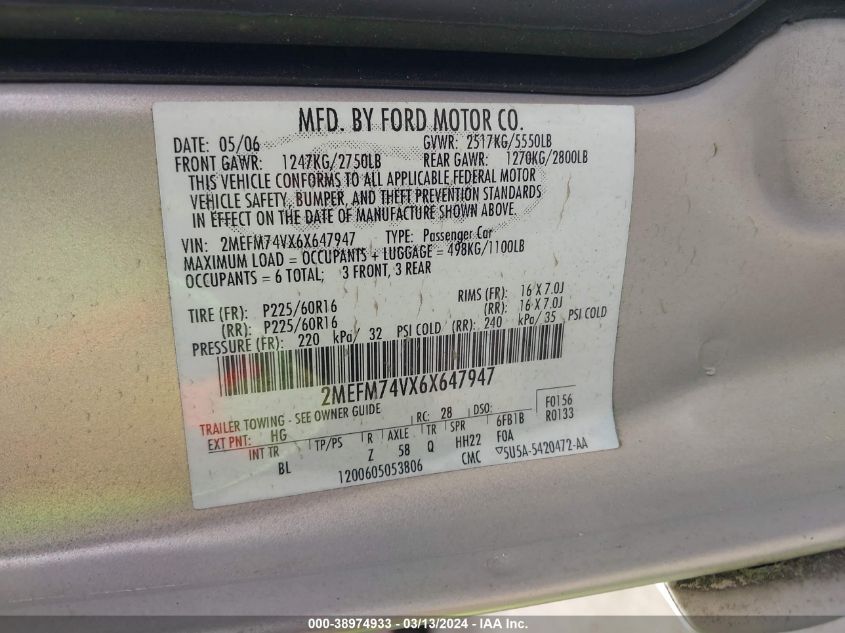 MFD. BY FORD MOTOR CO.
DATE: 05/06 GVWR: 2517KG/5550LB
FRONT GAWR: 1247KG/2750LB REAR GAWR: 1270KG/2800LB
THIS VEHICLE CONFORMS TO ALL APPLICABLE FEDERAL MOTOR
VEHICLE SAFETY, BUMPER, AND THEFT PREVENTION STANDARDS
IN EFFECT ON THE DATE OF MANUFACTURE SHOWN ABOVE.
VIN: 2MEFM74VX6X647947 TYPE: Passenger Car
MAXIMUM LOAD = OCCUPANTS + LUGGAGE = 498KG/1100LB
OCCUPANTS = 6 TOTAL; 3 FRONT, 3 REAR
TIRE (FR): P225/60R16 RIMS (FR): 16 X 7.0J
(RR): P225/60R16 (RR): 16 X 7.0J
PRESSURE (FR): 220 kPa/ 32 PSI COLD (RR): 240 kPa/ 35 PSI COLD
2MEFM74VX6X647947
TRAILER TOWING - SEE OWNER GUIDE RC: 28 DSO: F0156
EXT PNT: HG 6FB1B R0133
INT TR TP/PS R AXLE TR SPR
BL Z 58 Q HH22 FOA
1200605053806 CMC ▽5U5A-5420472-AA
000-38974933 / 03/13/2024 - IAAI.com